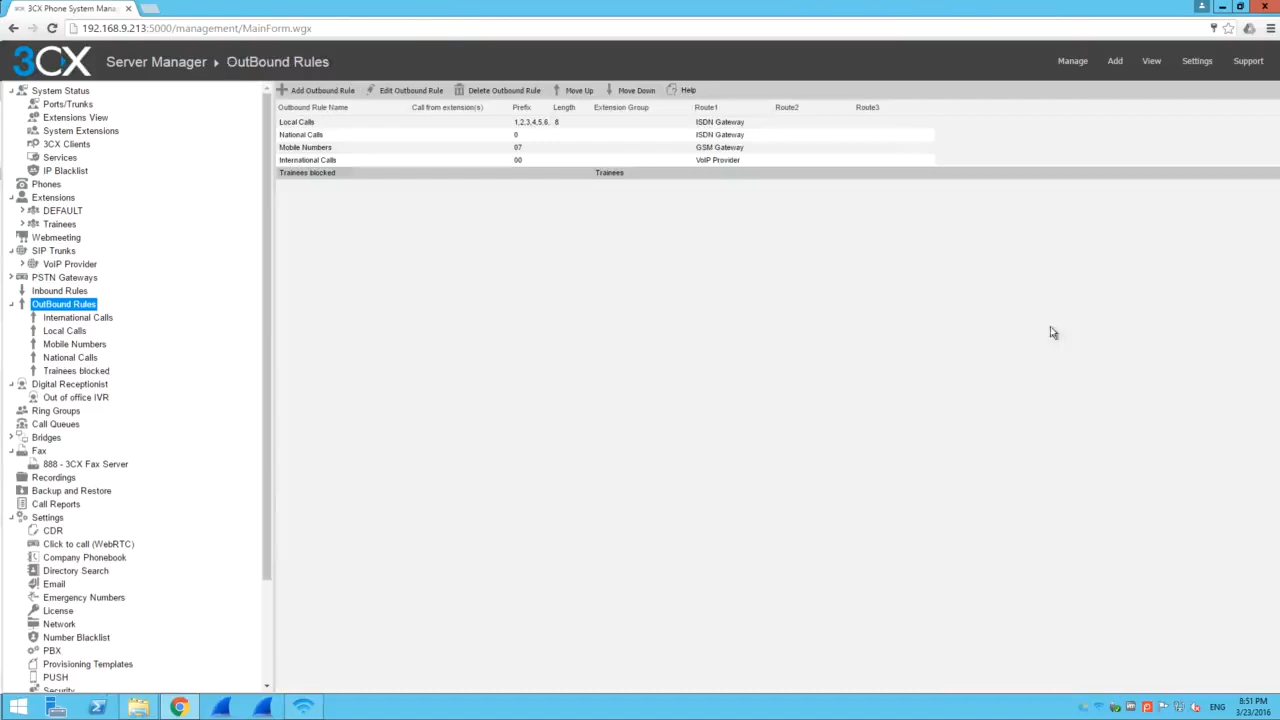 3CX Phone System Mana
192.168.9.213:5000/management/MainForm.wgx
3CX Server Manager OutBound Rules Manage Add View Settings Support
System Status
Ports/Trunks
Extensions View
System Extensions
3CX Clients
Services
IP Blacklist
Phones
Extensions
DEFAULT
Trainees
Webmeeting
SIP Trunks
VoIP Provider
PSTN Gateways
Inbound Rules
OutBound Rules
International Calls
Local Calls
Mobile Numbers
National Calls
Trainees blocked
Digital Receptionist
Out of office IVR
Ring Groups
Call Queues
Bridges
Fax
888 - 3CX Fax Server
Recordings
Backup and Restore
Call Reports
Settings
CDR
Click to call (WebRTC)
Company Phonebook
Directory Search
Email
Emergency Numbers
License
Network
Number Blacklist
PBX
Provisioning Templates
PUSH
Security
Add Outbound Rule Edit Outbound Rule Delete Outbound Rule Move Up Move Down Help
Outbound Rule Name Call from extension(s) Prefix Length Extension Group Route1 Route2 Route3
Local Calls 1,2,3,4,5,6, 6 ISDN Gateway
National Calls 0 ISDN Gateway
Mobile Numbers 07 GSM Gateway
International Calls 00 VoIP Provider
Trainees blocked Trainees
ENG
8:51 PM
3/23/2016